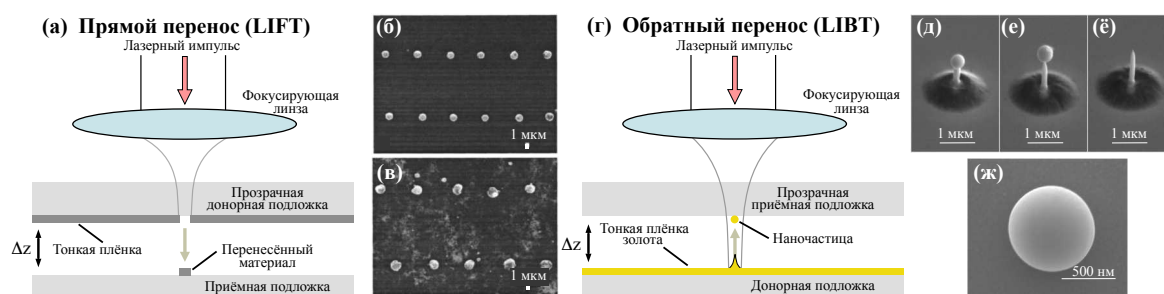 (а) Прямой перенос (LIFT)
Лазерный импульс
Фокусирующая
линза
Прозрачная
донорная подложка
Δz
Тонкая плёнка
Перенесённый
материал
Приёмная подложка
(б)
1 мкм
(в)
1 мкм
(г) Обратный перенос (LIBT)
Лазерный импульс
Фокусирующая
линза
Прозрачная
приёмная подложка
Δz
Тонкая плёнка
золота
Наночастица
Донорная подложка
(д)
1 мкм
(е)
1 мкм
(ё)
1 мкм
(ж)
500 нм